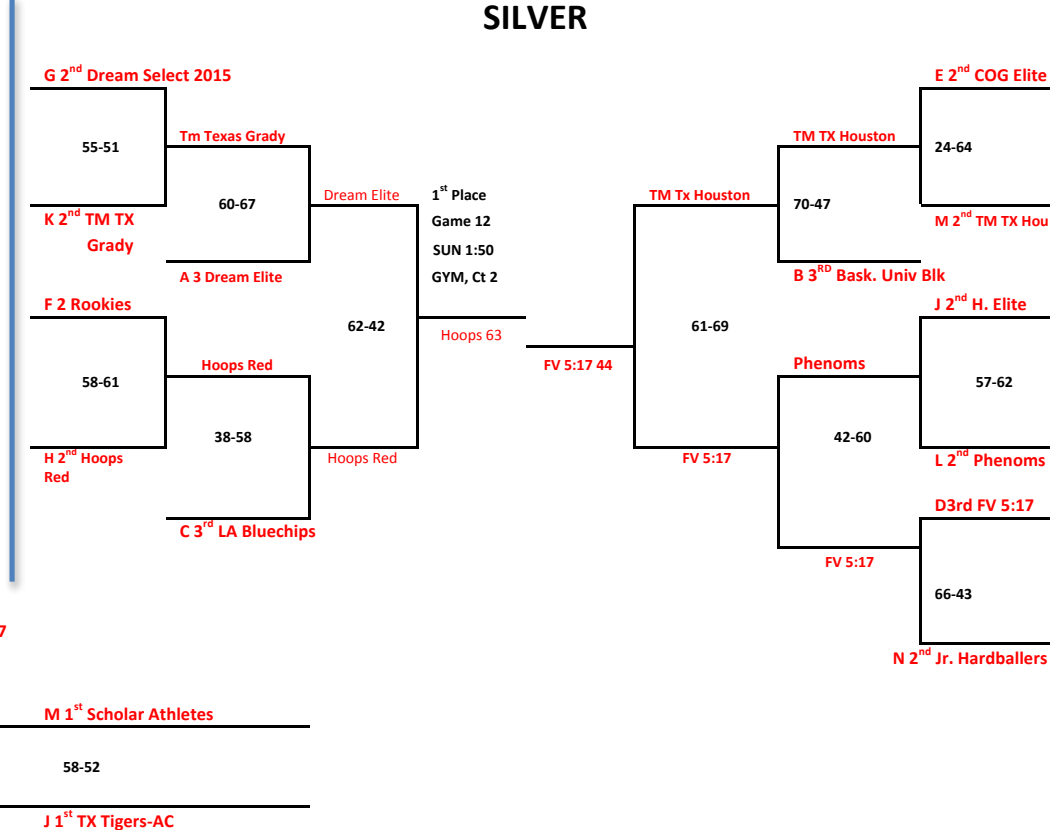 SILVER
G 2nd Dream Select 2015
E 2nd COG Elite
Tm Texas Grady
TM TX Houston
55-51
24-64
Dream Elite
1st Place
TM Tx Houston
60-67
70-47
K 2nd TM TX
Grady
Game 12
M 2nd TM TX Hou
SUN 1:50
A 3 Dream Elite
GYM, Ct 2
B 3RD Bask. Univ Blk
F 2 Rookies
J 2nd H. Elite
62-42
Hoops 63
61-69
Hoops Red
FV 5:17 44
Phenoms
58-61
57-62
38-58
42-60
H 2nd Hoops
Red
Hoops Red
FV 5:17
L 2nd Phenoms
D3rd FV 5:17
C 3rd LA Bluechips
FV 5:17
66-43
7
N 2nd Jr. Hardballers
M 1st Scholar Athletes
58-52
J 1st TX Tigers-AC